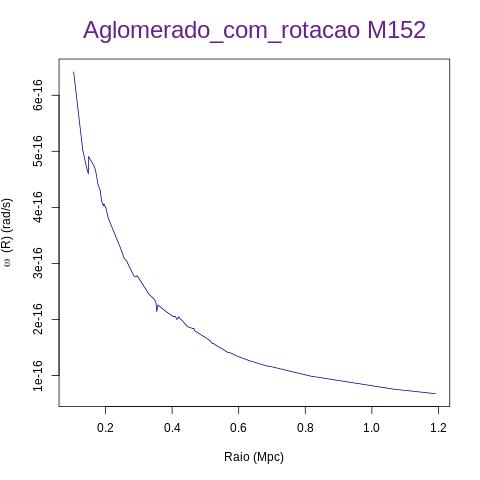 Aglomerado_com_rotacao M152
ω (R) (rad/s)
6e-16
5e-16
4e-16
3e-16
2e-16
1e-16
0.2 0.4 0.6 0.8 1.0 1.2
Raio (Mpc)